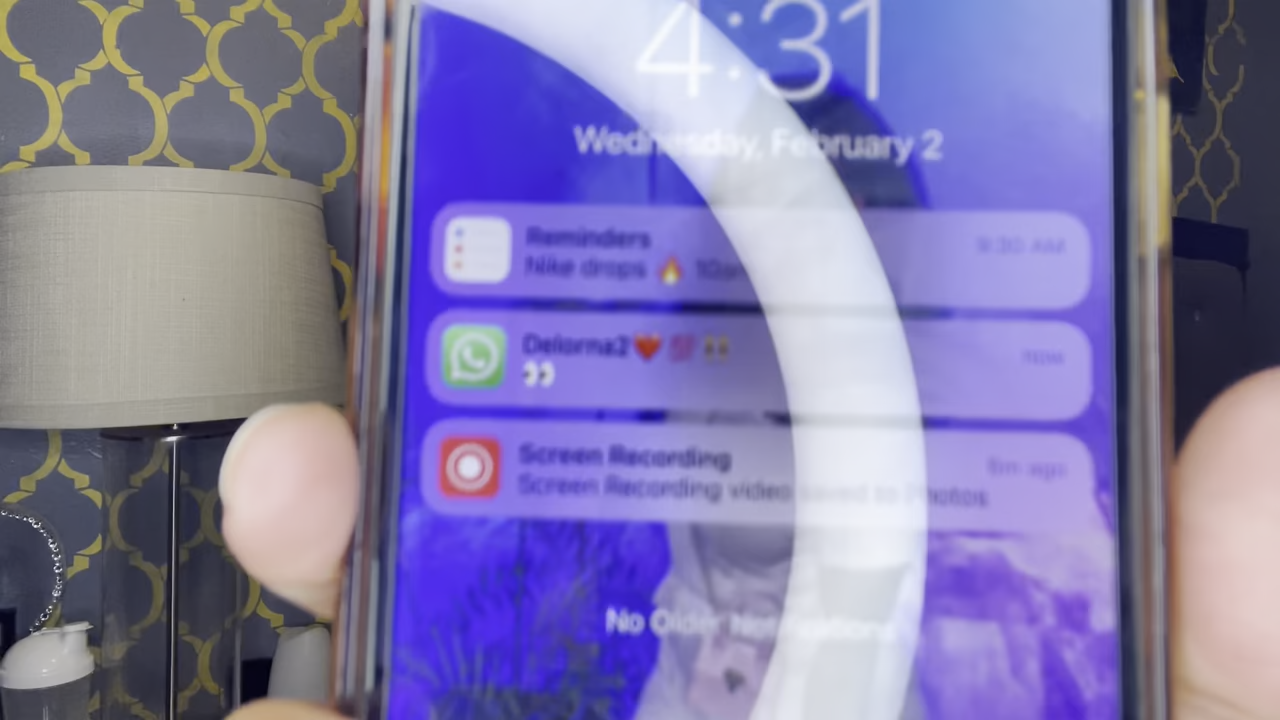 4:31
Wednesday, February 2
Reminders 9:30 AM
Nike drops 🔥 10am
Delorna2❤️ 💯 👯 now
👀
Screen Recording 6m ago
Screen Recording video saved to Photos
No Older Notifications